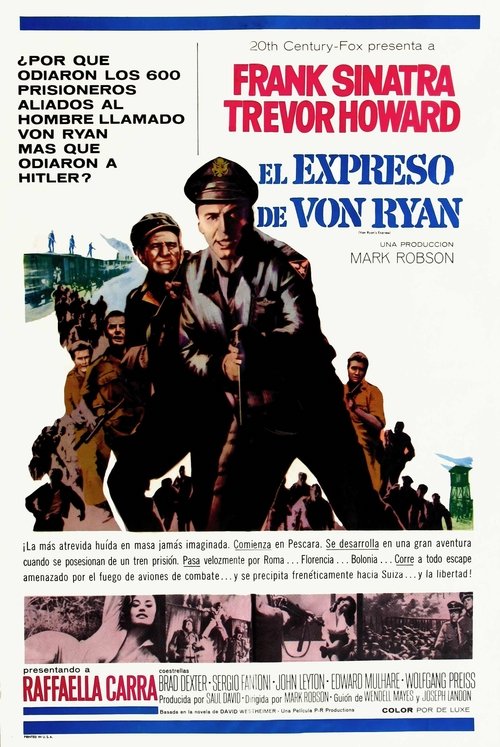 20th Century-Fox presenta a
FRANK SINATRA
TREVOR HOWARD
¿POR QUE
ODIARON LOS 600
PRISIONEROS
ALIADOS AL
HOMBRE LLAMADO
VON RYAN
MAS QUE
ODIARON A
HITLER?
EL EXPRESO
DE VON RYAN
(Von Ryan's Express)
UNA PRODUCCION
MARK ROBSON
¡La más atrevida huída en masa jamás imaginada. Comienza en Pescara. Se desarrolla en una gran aventura
cuando se posesionan de un tren prisión. Pasa velozmente por Roma... Florencia... Bolonia... Corre a todo escape
amenazado por el fuego de aviones de combate...y se precipita frenéticamente hacia Suiza...y la libertad!
presentando a
RAFFAELLA CARRA
coestrellas
BRAD DEXTER · SERGIO FANTONI · JOHN LEYTON · EDWARD MULHARE · WOLFGANG PREISS
Producida por SAUL DAVID · Dirigida por MARK ROBSON · Guión de WENDELL MAYES y JOSEPH LANDON
Basada en la novela de DAVID WESTHEIMER · Una Película P-R Productions
COLOR POR DE LUXE
PRINTED IN U.S.A.